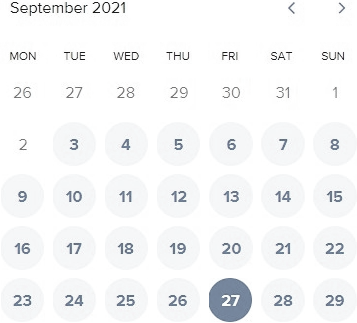 September 2021
MON TUE WED THU FRI SAT SUN
26 27 28 29 30 31 1
2 3 4 5 6 7 8
9 10 11 12 13 14 15
16 17 18 19 20 21 22
23 24 25 26 27 28 29